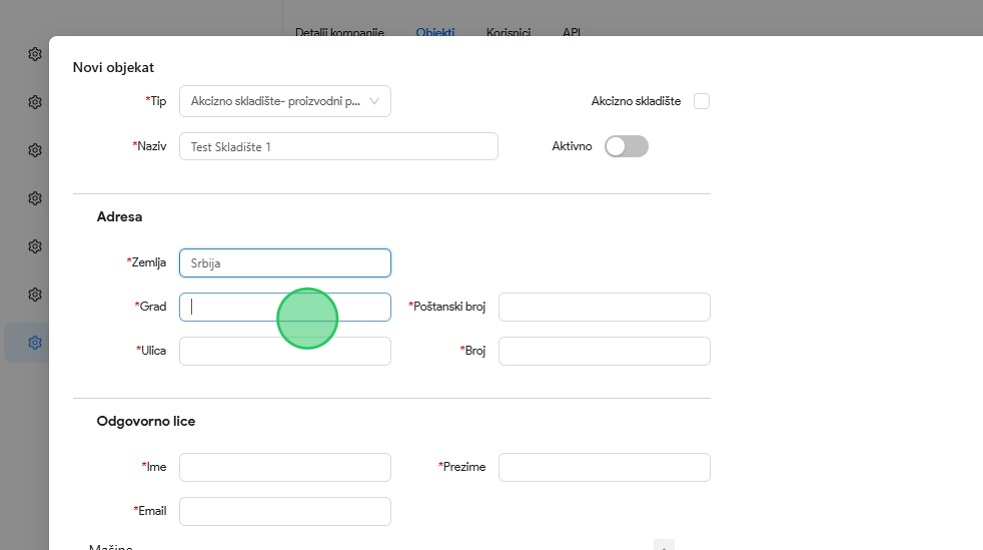 Detalji kompanije Objekti Korisnici API
Novi objekat
*Tip Akcizno skladište- proizvodni p... Akcizno skladište
*Naziv Test Skladište 1 Aktivno
Adresa
*Zemlja Srbija
*Grad *Poštanski broj
*Ulica *Broj
Odgovorno lice
*Ime *Prezime
*Email
Mašine